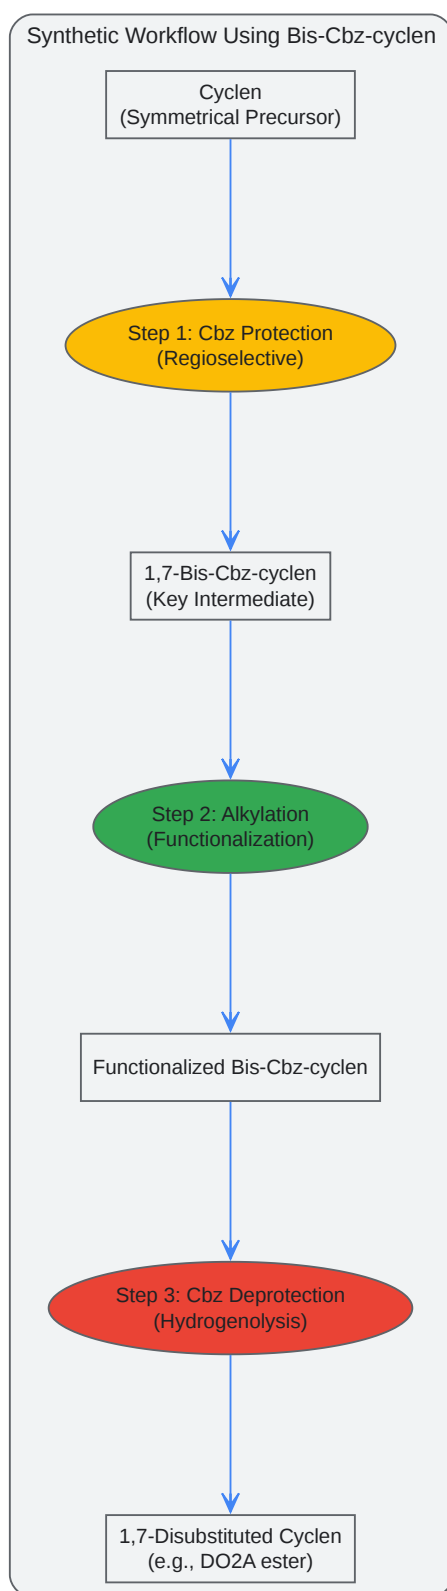 Synthetic Workflow Using Bis-Cbz-cyclen
Cyclen
(Symmetrical Precursor)
Step 1: Cbz Protection
(Regioselective)
1,7-Bis-Cbz-cyclen
(Key Intermediate)
Step 2: Alkylation
(Functionalization)
Functionalized Bis-Cbz-cyclen
Step 3: Cbz Deprotection
(Hydrogenolysis)
1,7-Disubstituted Cyclen
(e.g., DO2A ester)